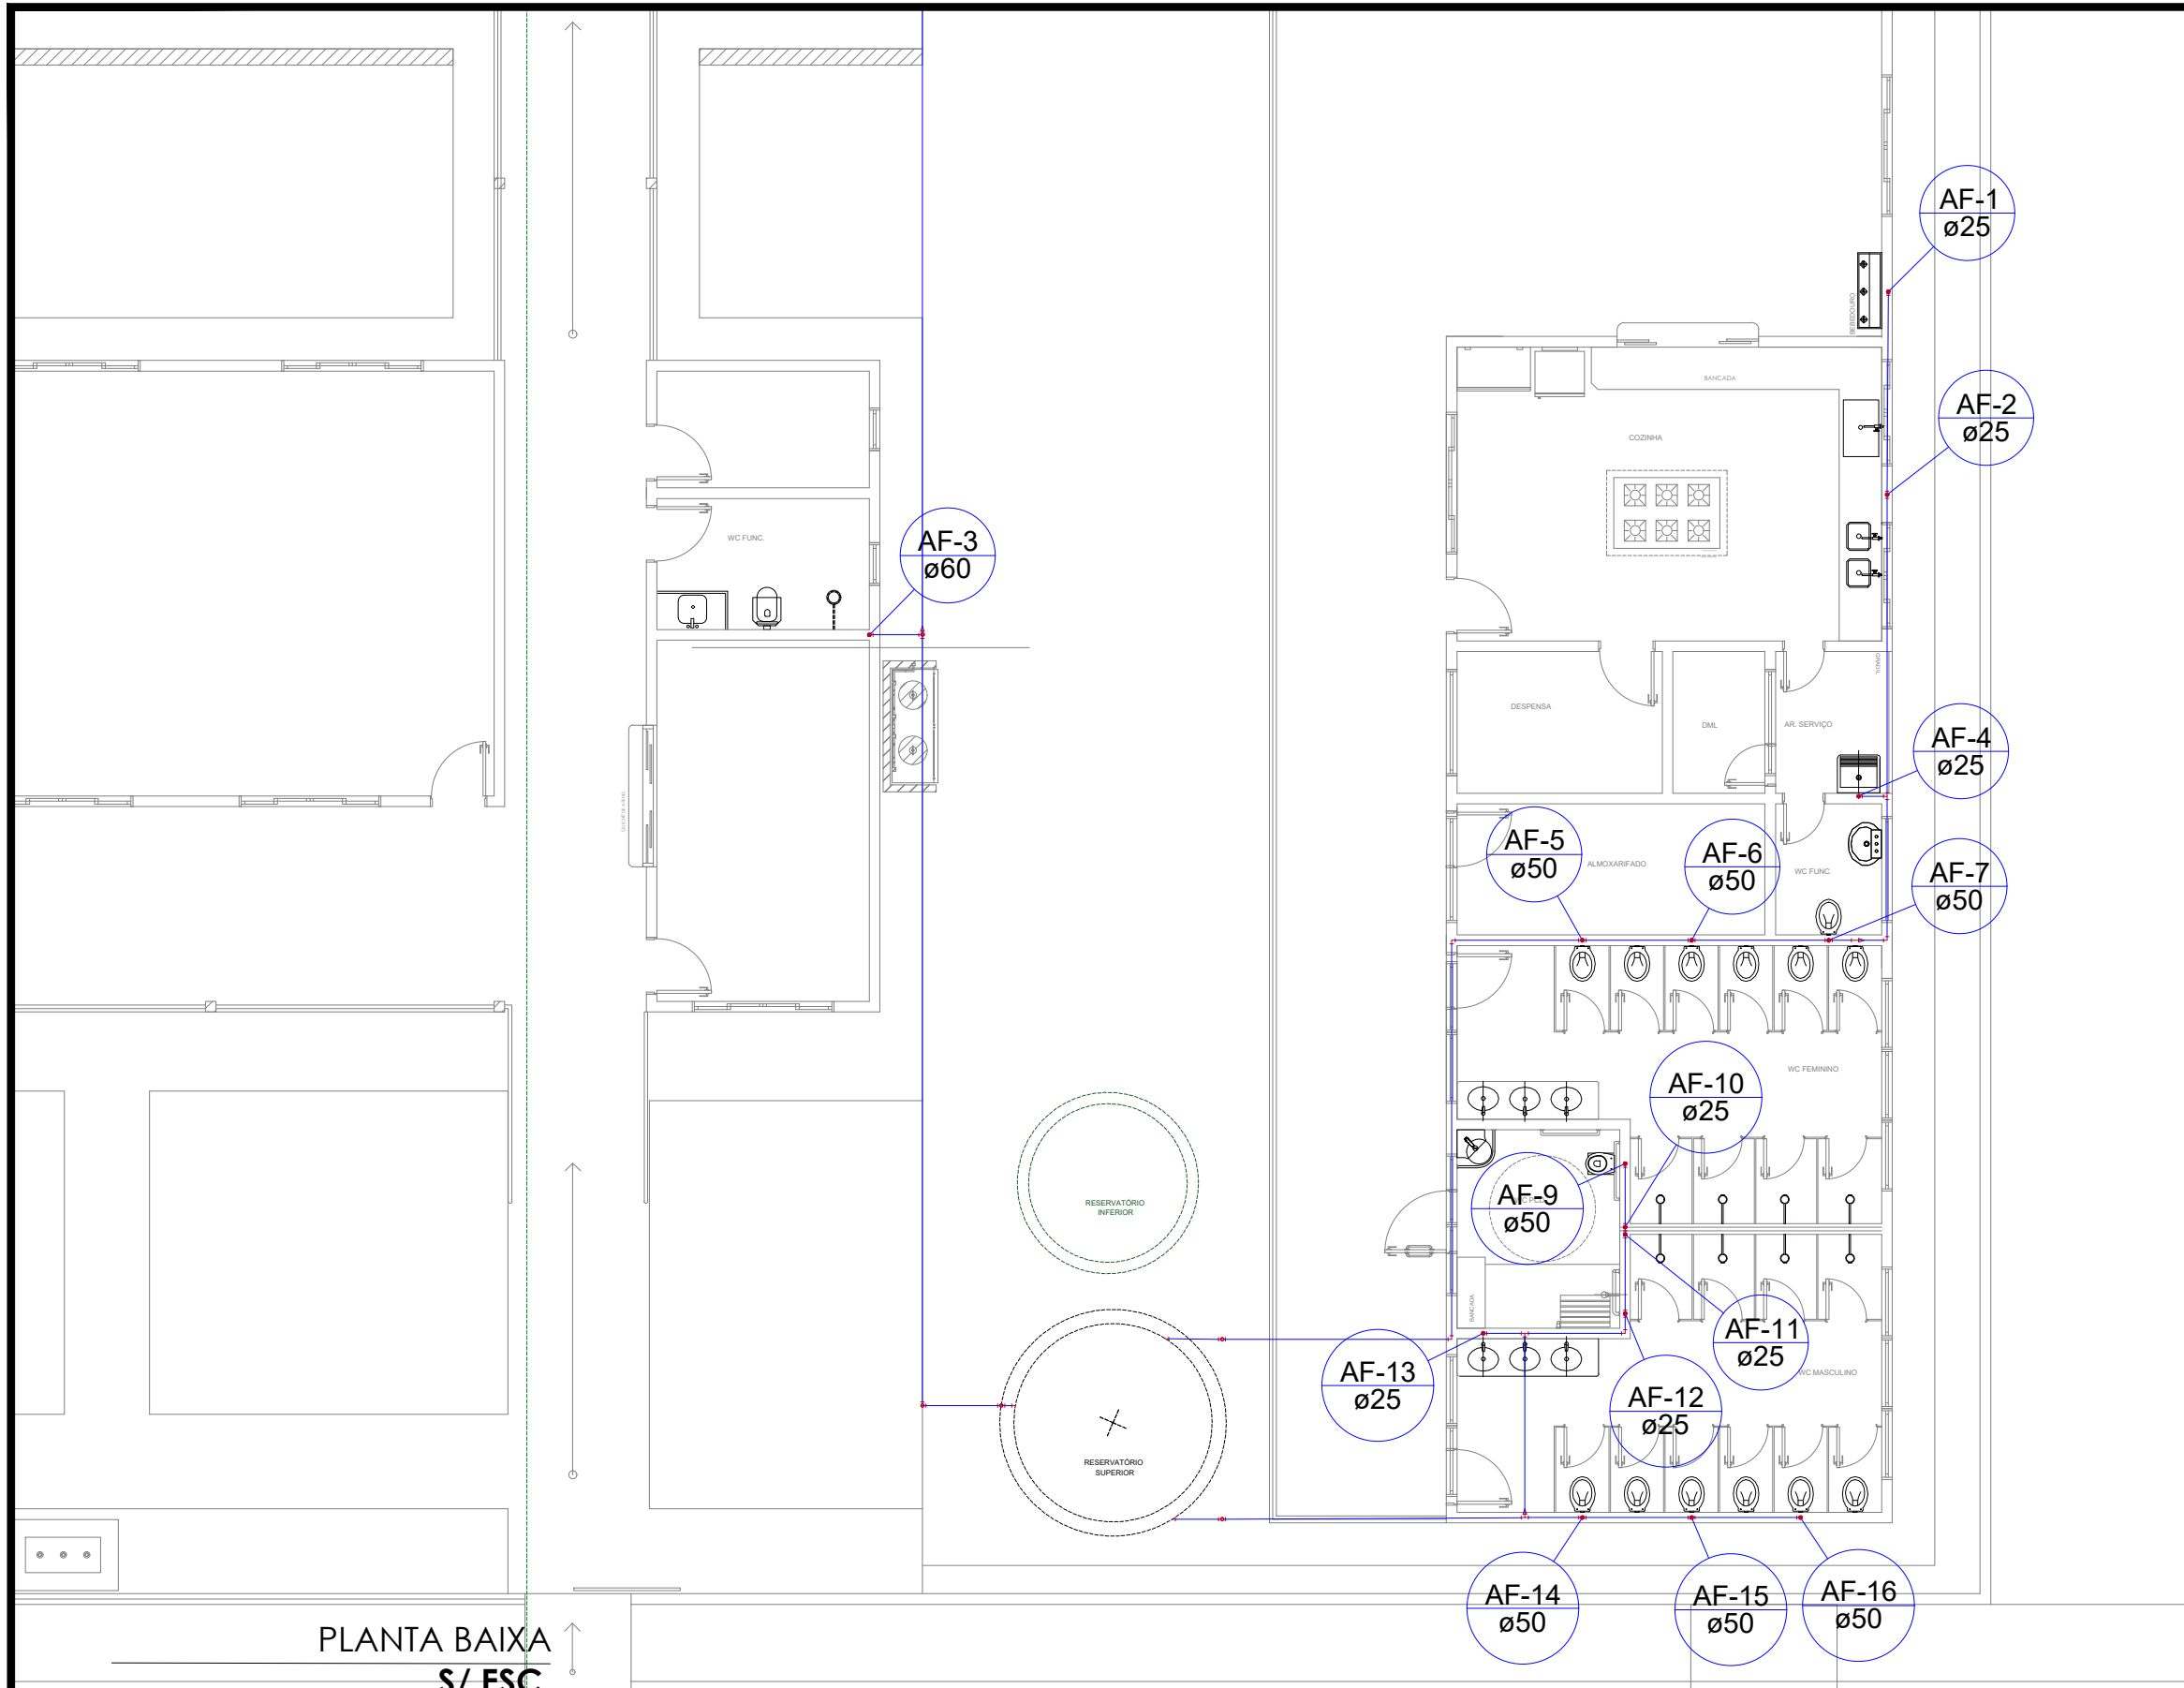 AF-1
ø25
BEBEDOURO
BANCADA
AF-2
ø25
COZINHA
AF-3
ø60
WC FUNC.
DESPENSA
DML
AR. SERVIÇO
AF-4
ø25
AF-5
ø50
AF-6
ø50
ALMOXARIFADO
WC FUNC.
AF-7
ø50
WC FEMININO
AF-10
ø25
AF-9
ø50
RESERVATÓRIO
INFERIOR
BANCADA
AF-11
ø25
AF-13
ø25
WC MASCULINO
AF-12
ø25
RESERVATÓRIO
SUPERIOR
AF-14
ø50
AF-15
ø50
AF-16
ø50
PLANTA BAIXA
S/ ESC